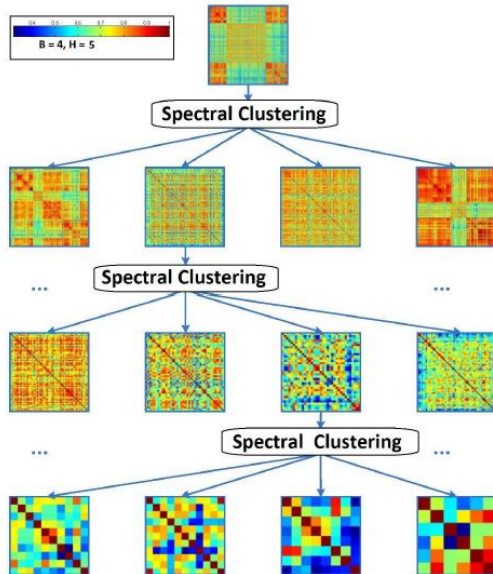 0.4 0.5 0.6 0.7 0.8 0.9 1
B = 4, H = 5
Spectral Clustering
Spectral Clustering
... ...
Spectral Clustering
... ...